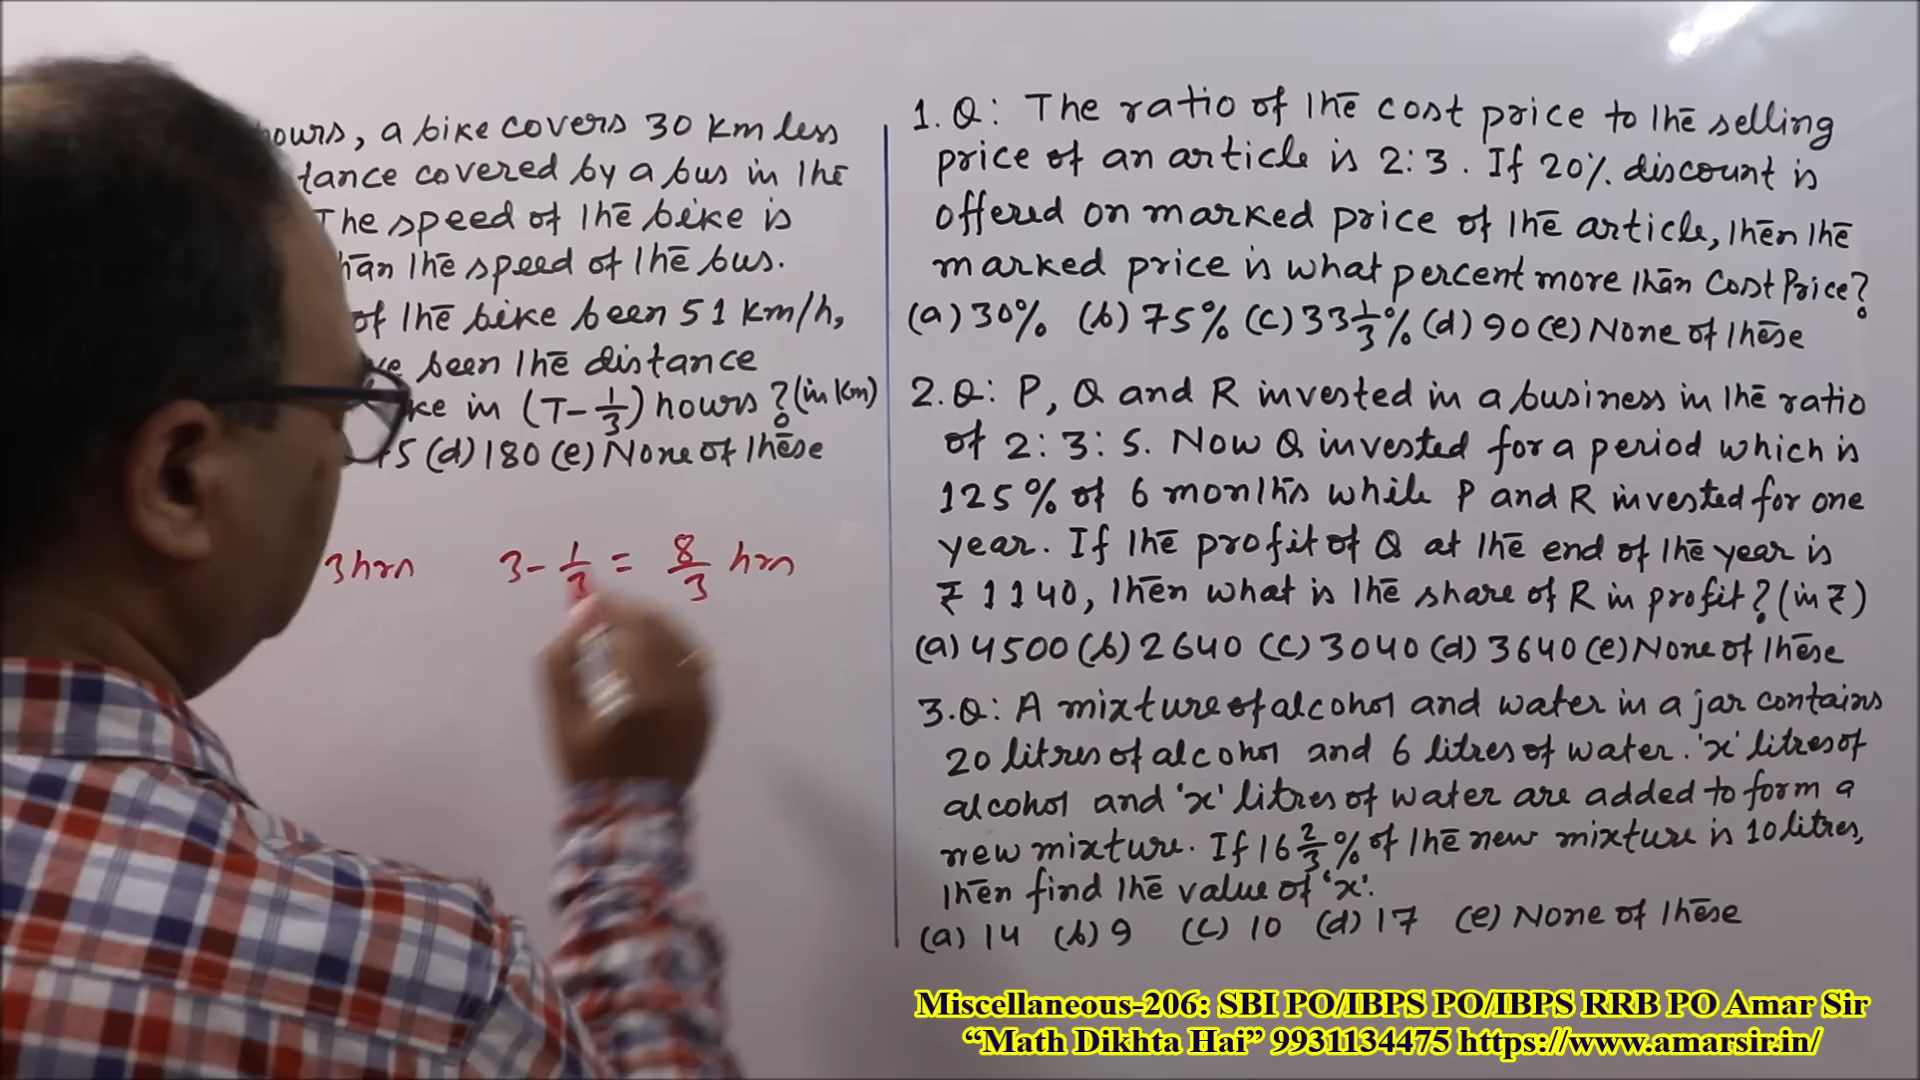 hours, a bike covers 30 Km less
tance covered by a bus in the
The speed of the bike is
than the speed of the bus.
of the bike been 51 Km/h,
been the distance
in (T-1/3) hours? (in Km)
5 (d) 180 (e) None of these
3hrs 3-1/3 = 8/3 hrs
1.Q: The ratio of the cost price to the selling
price of an article is 2:3. If 20% discount is
offered on marked price of the article, then the
marked price is what percent more than Cost Price?
(a) 30% (b) 75% (c) 33 1/3% (d) 90 (e) None of these
2.Q: P, Q and R invested in a business in the ratio
of 2:3:5. Now Q invested for a period which is
125% of 6 months while P and R invested for one
year. If the profit of Q at the end of the year is
₹ 1140, then what is the share of R in profit? (in ₹)
(a) 4500 (b) 2640 (c) 3040 (d) 3640 (e) None of these
3.Q: A mixture of alcohol and water in a jar contains
20 litres of alcohol and 6 litres of water. 'x' litres of
alcohol and 'x' litres of water are added to form a
new mixture. If 16 2/3% of the new mixture is 10 litres,
then find the value of 'x'.
(a) 14 (b) 9 (c) 10 (d) 17 (e) None of these
Miscellaneous-206: SBI PO/IBPS PO/IBPS RRB PO Amar Sir
“Math Dikhta Hai” 9931134475 https://www.amarsir.in/